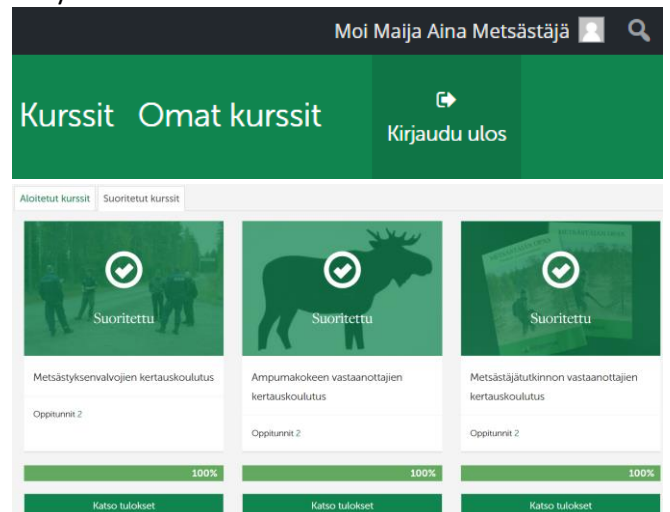 Moi Maija Aina Metsästäjä
Kurssit Omat kurssit
Kirjaudu ulos
Aloitetut kurssit Suoritetut kurssit
Suoritettu
Suoritettu
Suoritettu
Metsästyksenvalvojien kertauskoulutus
Oppitunnit 2
Ampumakokeen vastaanottajien
kertauskoulutus
Oppitunnit 2
Metsästäjätutkinnon vastaanottajien
kertauskoulutus
Oppitunnit 2
100%
100%
100%
Katso tulokset
Katso tulokset
Katso tulokset